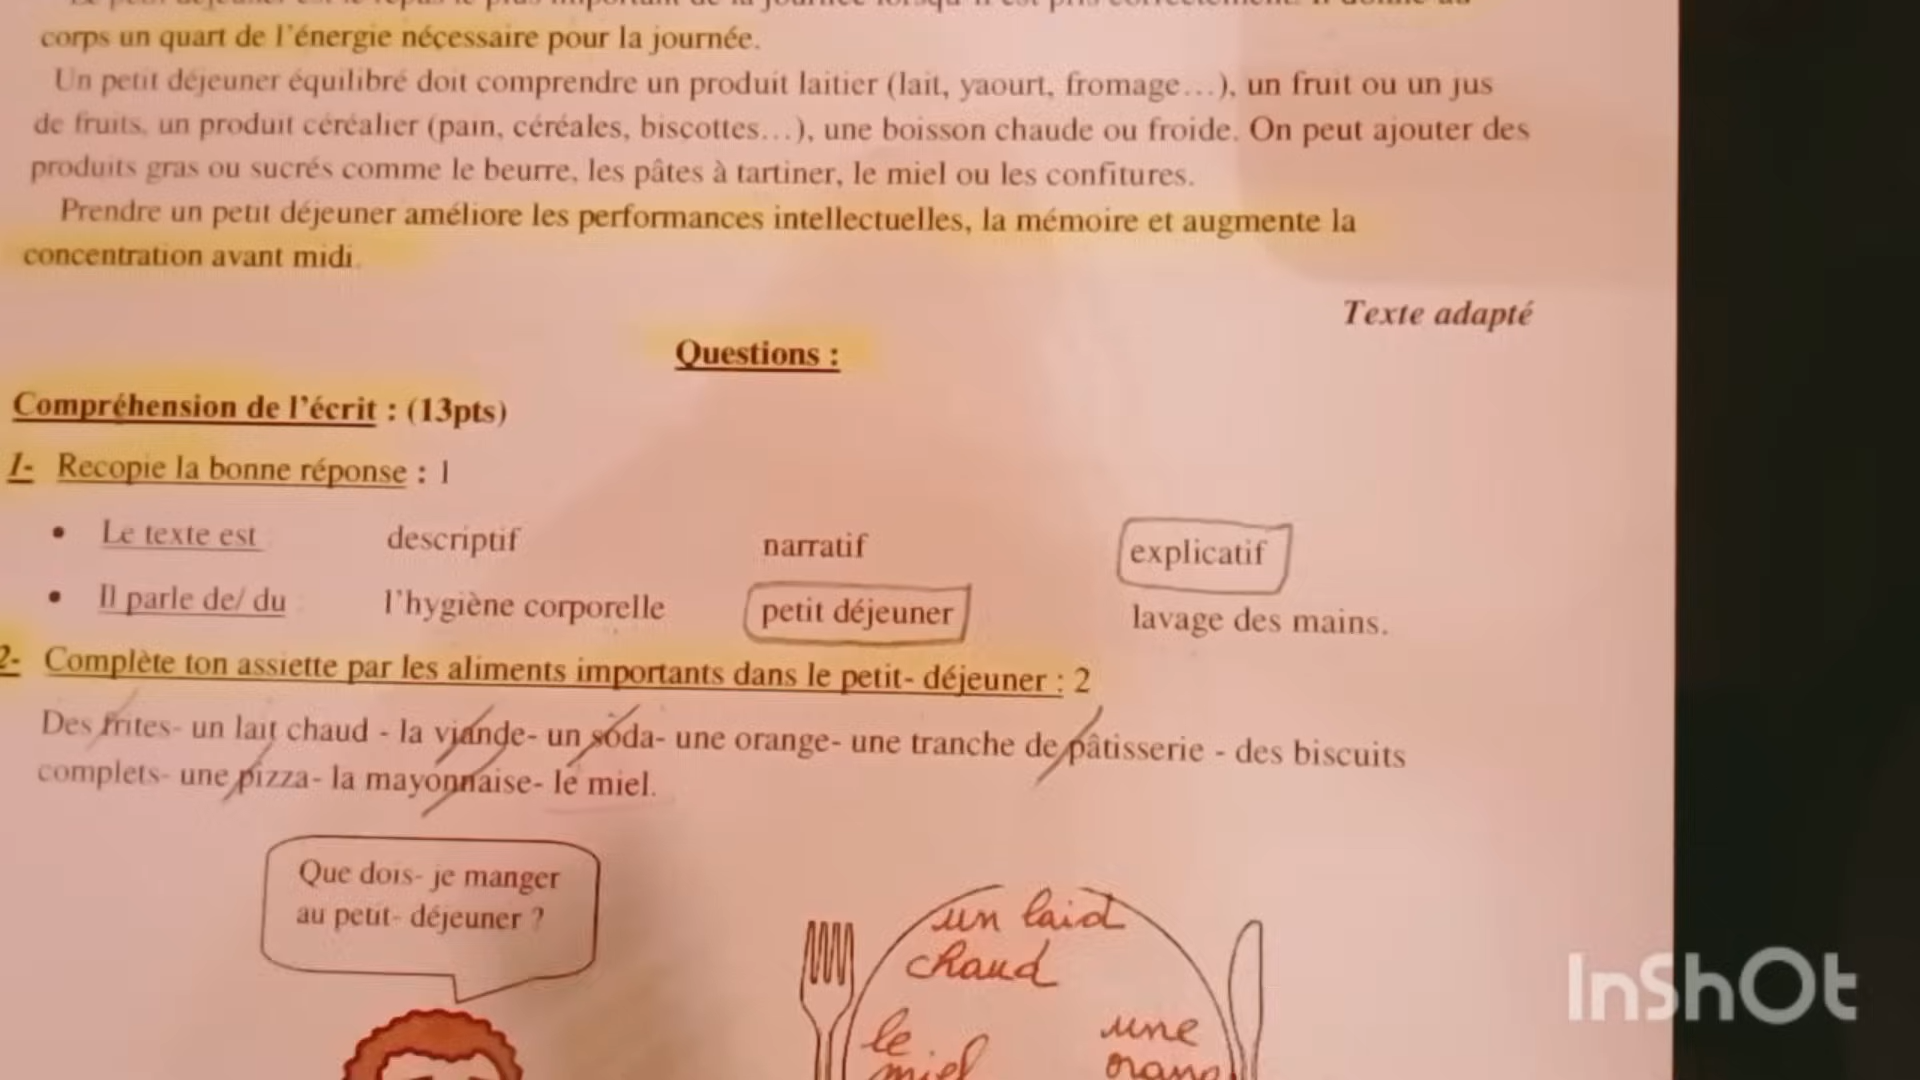 corps un quart de l'énergie nécessaire pour la journée.
Un petit déjeuner équilibré doit comprendre un produit laitier (lait, yaourt, fromage…), un fruit ou un jus
de fruits, un produit céréalier (pain, céréales, biscottes…), une boisson chaude ou froide. On peut ajouter des
produits gras ou sucrés comme le beurre, les pâtes à tartiner, le miel ou les confitures.
Prendre un petit déjeuner améliore les performances intellectuelles, la mémoire et augmente la
concentration avant midi.
Texte adapté
Questions :
Compréhension de l'écrit : (13pts)
1- Recopie la bonne réponse : 1
• Le texte est descriptif narratif explicatif
• Il parle de/ du l'hygiène corporelle petit déjeuner lavage des mains.
2- Complète ton assiette par les aliments importants dans le petit- déjeuner : 2
Des frites- un lait chaud - la viande- un soda- une orange- une tranche de pâtisserie - des biscuits
complets- une pizza- la mayonnaise- le miel.
Que dois- je manger
au petit- déjeuner ?
un laid
chaud
le
miel
une
orang
InShOt